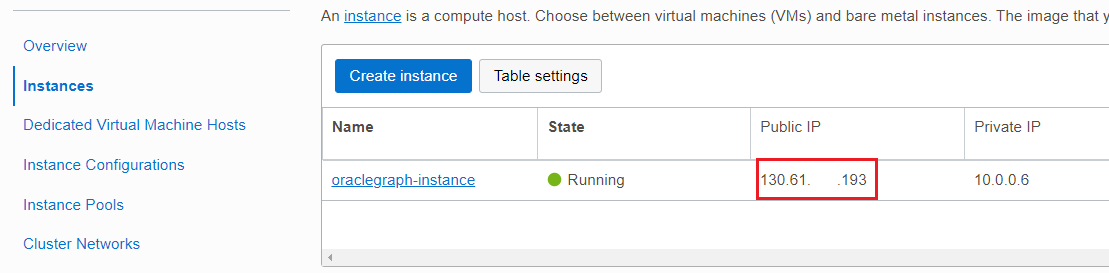 An instance is a compute host. Choose between virtual machines (VMs) and bare metal instances. The image that
Overview
Instances
Dedicated Virtual Machine Hosts
Instance Configurations
Instance Pools
Cluster Networks
Create instance Table settings
Name State Public IP Private IP
oraclegraph-instance Running 130.61. .193 10.0.0.6